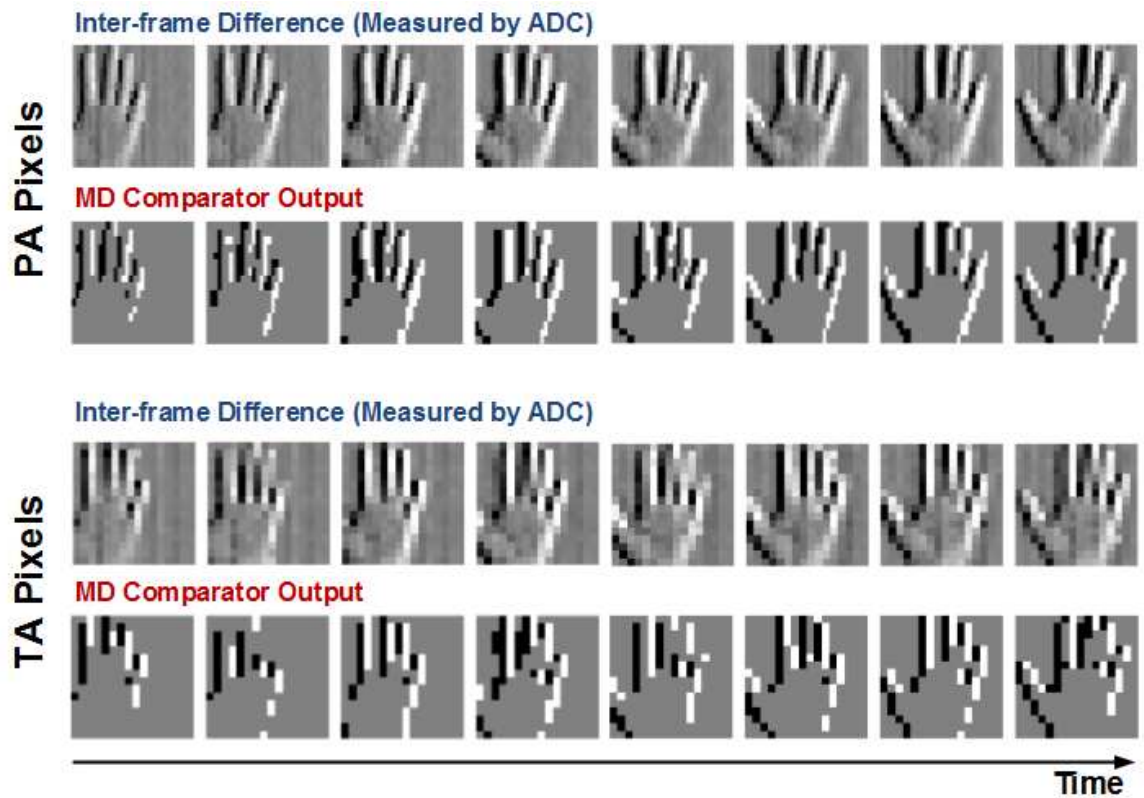 Inter-frame Difference (Measured by ADC)
PA Pixels
MD Comparator Output
Inter-frame Difference (Measured by ADC)
TA Pixels
MD Comparator Output
Time